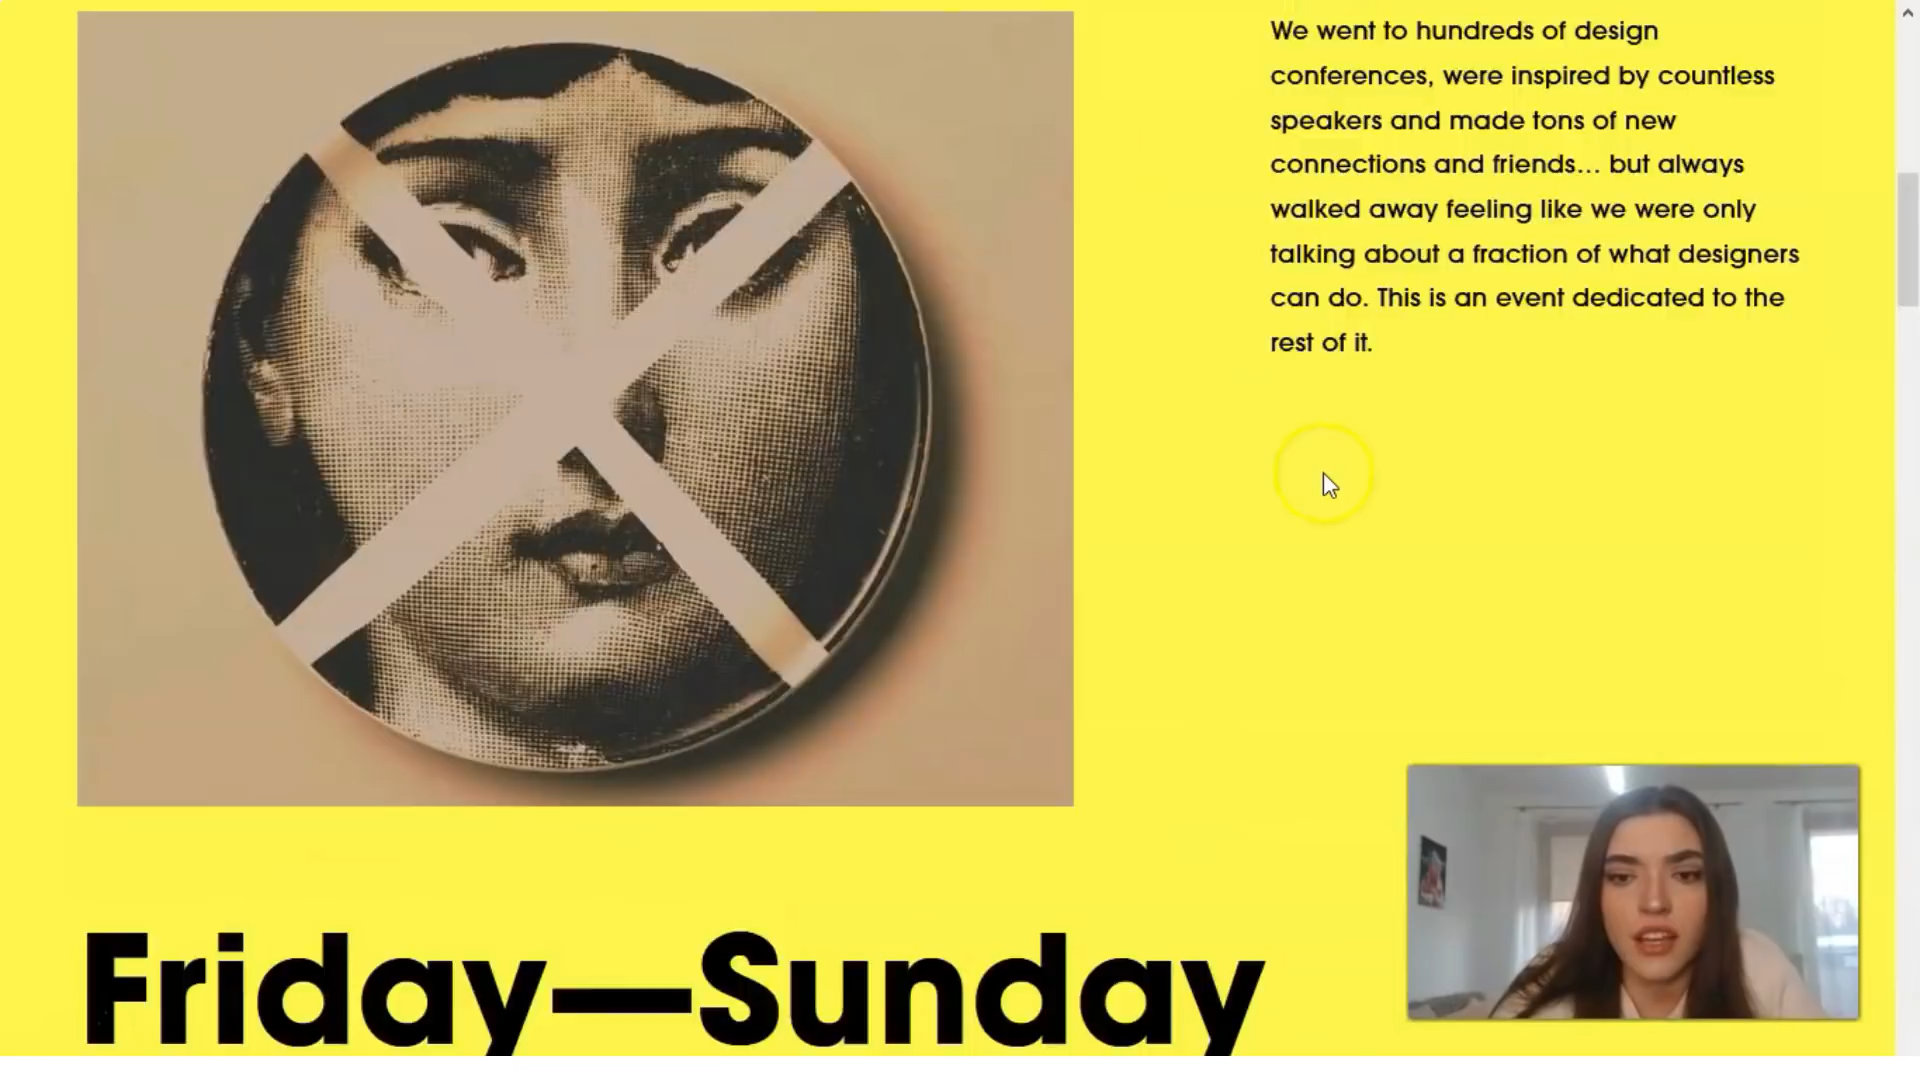 We went to hundreds of design
conferences, were inspired by countless
speakers and made tons of new
connections and friends... but always
walked away feeling like we were only
talking about a fraction of what designers
can do. This is an event dedicated to the
rest of it.
Friday—Sunday